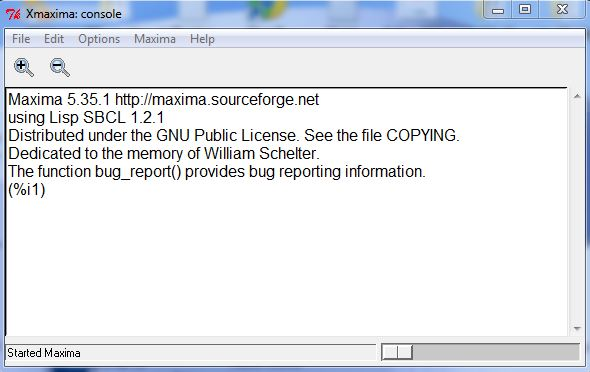 Xmaxima: console
File Edit Options Maxima Help
Maxima 5.35.1 http://maxima.sourceforge.net
using Lisp SBCL 1.2.1
Distributed under the GNU Public License. See the file COPYING.
Dedicated to the memory of William Schelter.
The function bug_report() provides bug reporting information.
(%i1)
Started Maxima